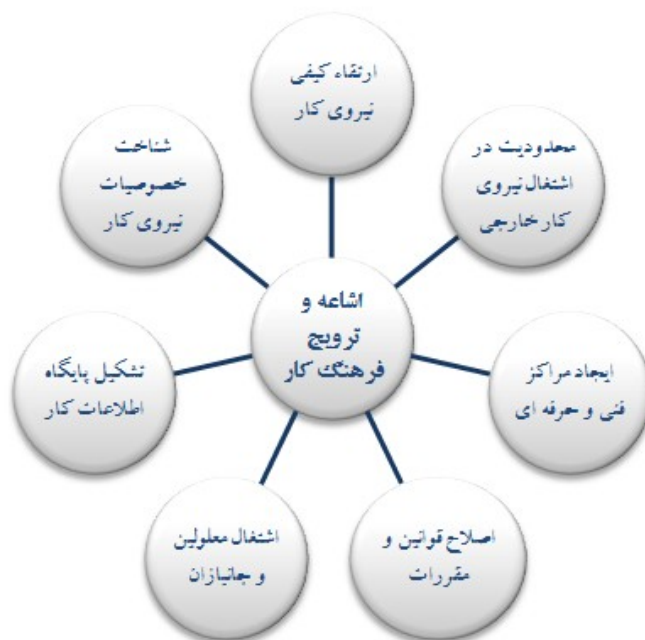 ارتقاء کیفی
نیروی کار
محدودیت در
اشتغال نیروی
کار خارجی
ایجاد مراکز
فنی و حرفه ای
اصلاح قوانین و
مقررات
اشتغال معلولین
و جانبازان
تشکیل پایگاه
اطلاعات کار
شناخت
خصوصیات
نیروی کار
اشاعه و
ترویج
فرهنگ کار